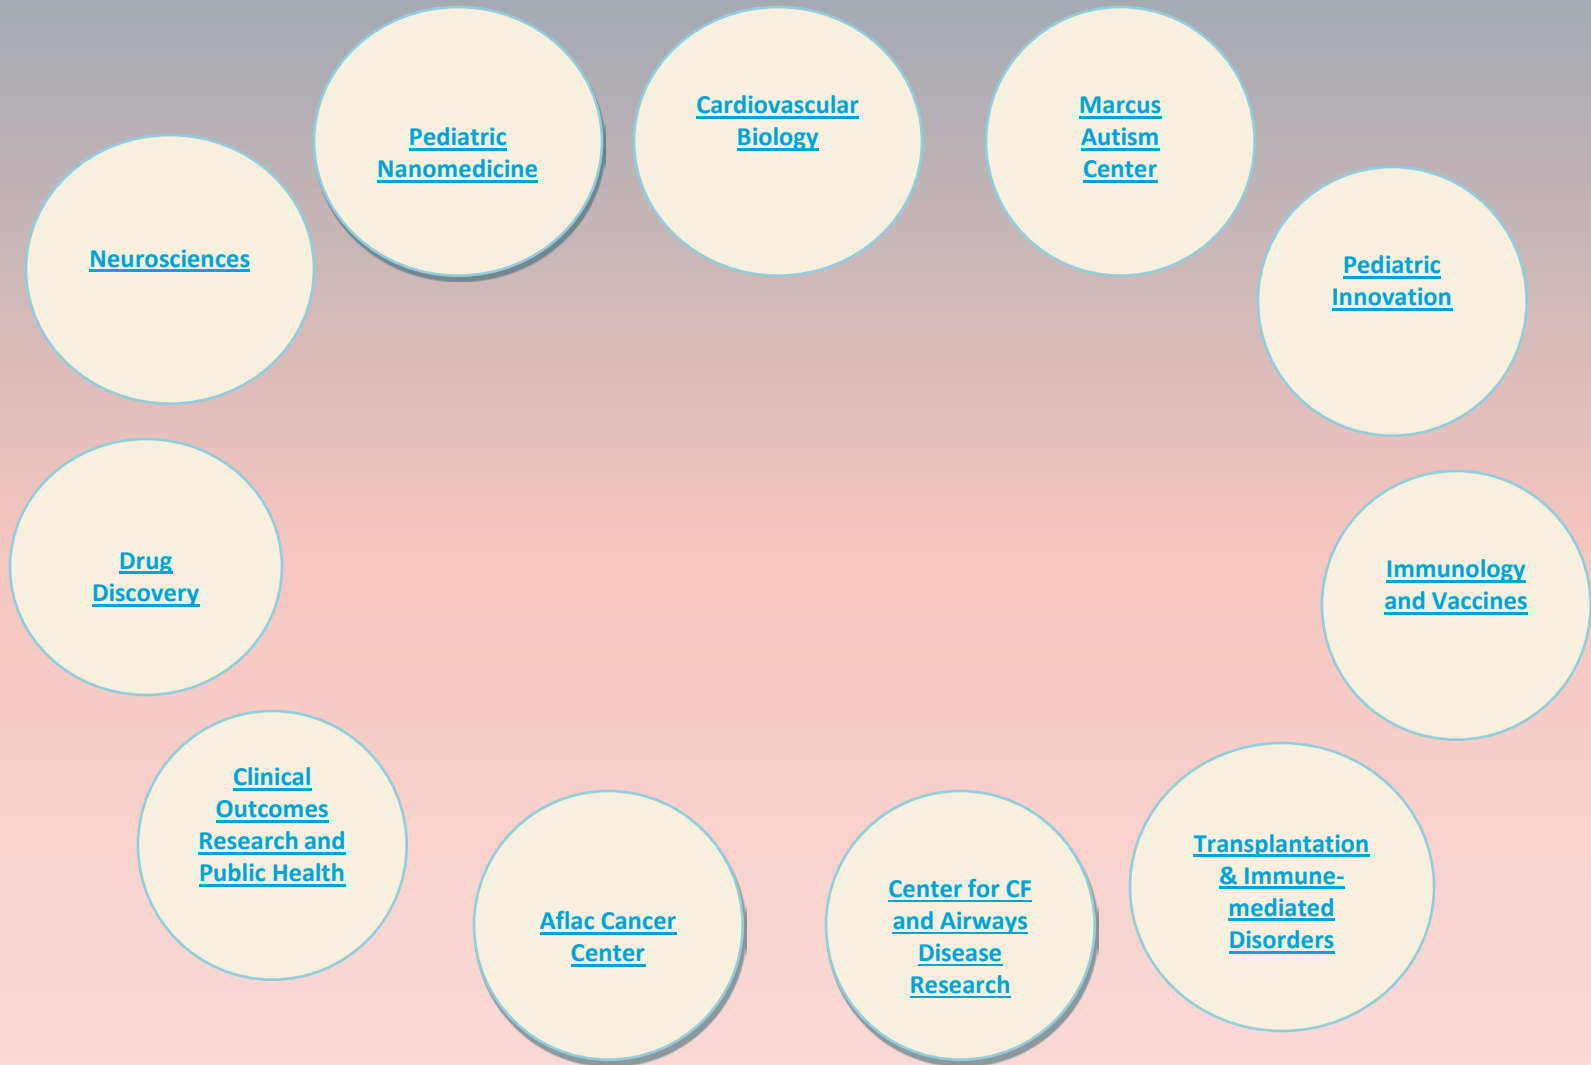 Cardiovascular
Biology
Marcus
Autism
Center
Pediatric
Nanomedicine
Neurosciences
Pediatric
Innovation
Drug
Discovery
Immunology
and Vaccines
Clinical
Outcomes
Research and
Public Health
Transplantation
& Immune-
mediated
Disorders
Aflac Cancer
Center
Center for CF
and Airways
Disease
Research